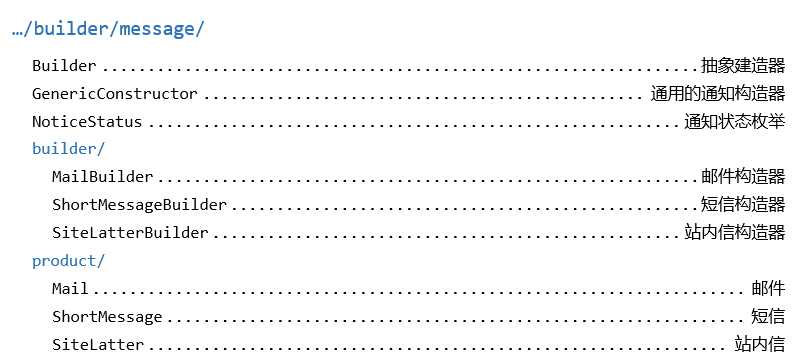 …/builder/message/
Builder ........................................................ 抽象建造器
GenericConstructor ........................................ 通用的通知构造器
NoticeStatus .................................................. 通知状态枚举
builder/
MailBuilder .................................................. 邮件构造器
ShortMessageBuilder .......................................... 短信构造器
SiteLatterBuilder .......................................... 站内信构造器
product/
Mail ............................................................ 邮件
ShortMessage .................................................... 短信
SiteLatter .................................................... 站内信